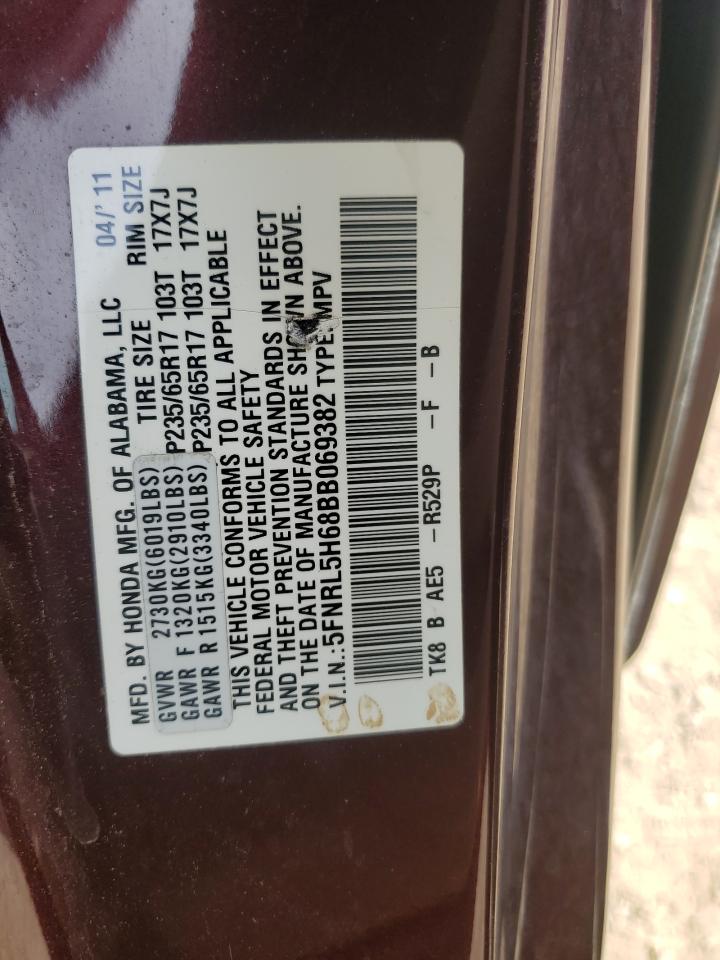 MFD. BY HONDA MFG. OF ALABAMA, LLC 04/'11
TIRE SIZE RIM SIZE
GVWR 2730KG(6019LBS)
GAWR F 1320KG(2910LBS) P235/65R17 103T 17X7J
GAWR R 1515KG(3340LBS) P235/65R17 103T 17X7J
THIS VEHICLE CONFORMS TO ALL APPLICABLE
FEDERAL MOTOR VEHICLE SAFETY
AND THEFT PREVENTION STANDARDS IN EFFECT
ON THE DATE OF MANUFACTURE SHOWN ABOVE.
V.I.N.:5FNRL5H68BB069382 TYPE: MPV
TK8 B AE5 -R529P -F -B